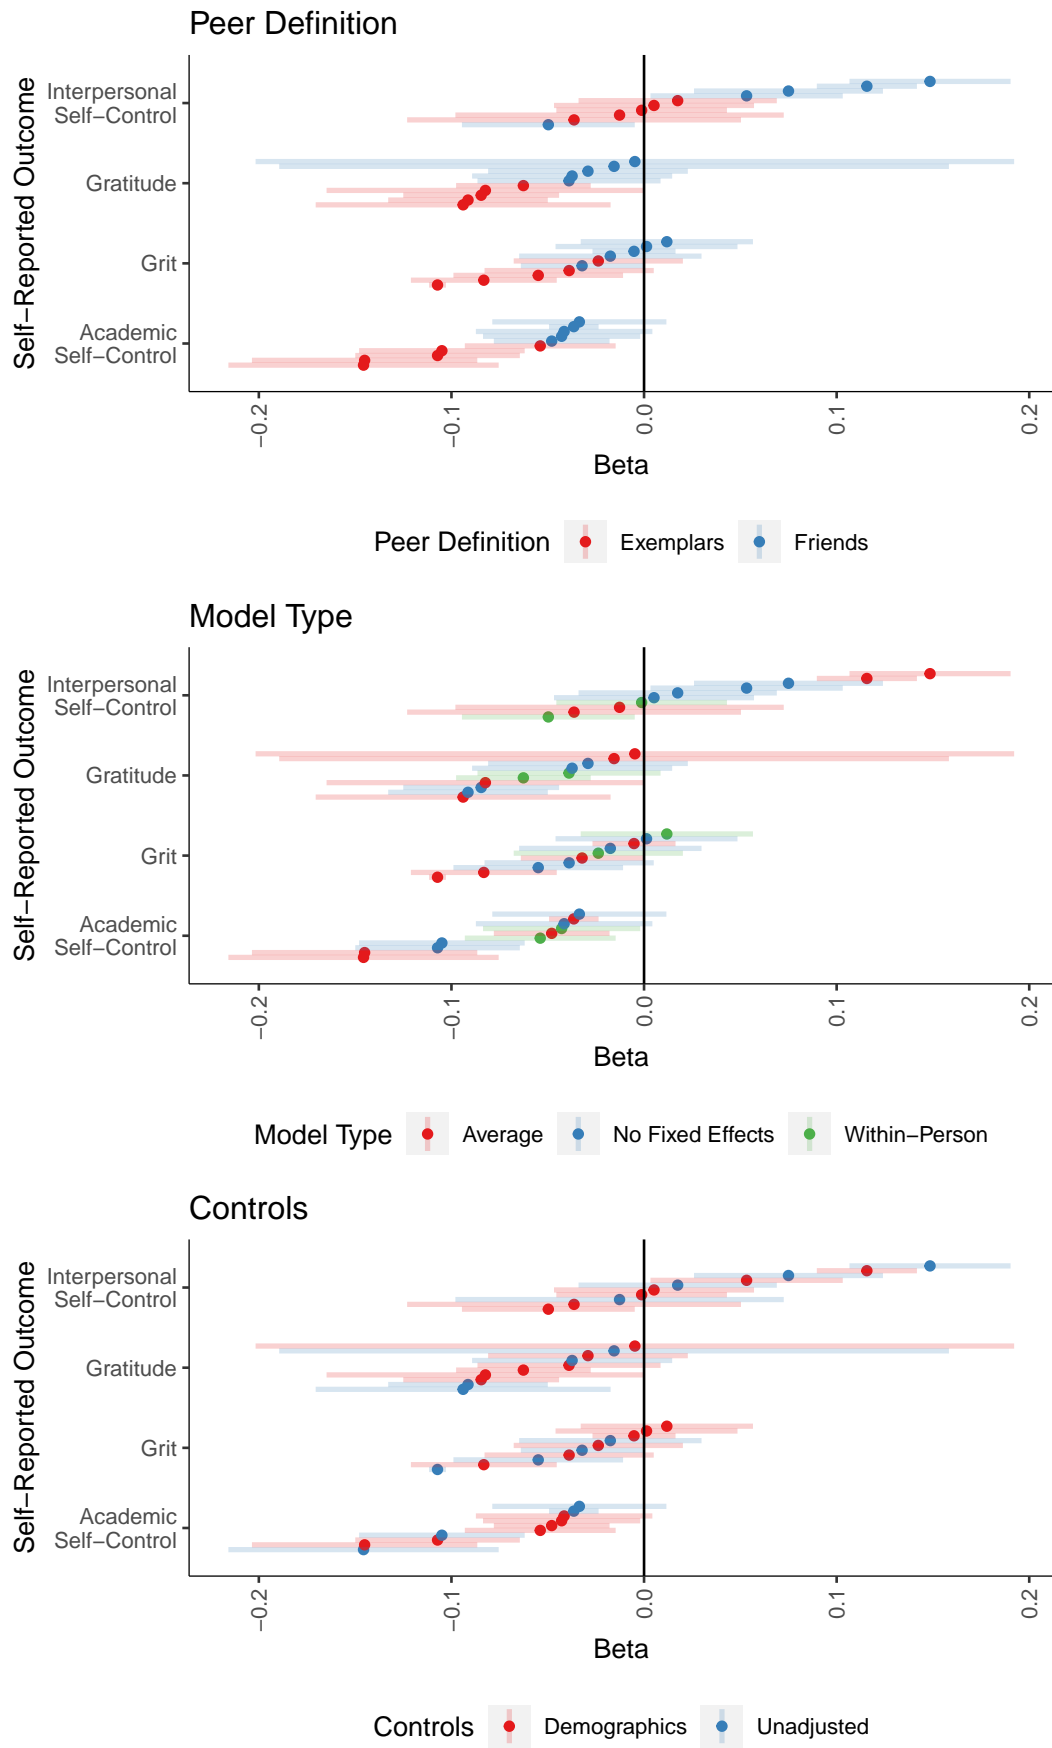 Peer Definition
Self−Reported Outcome
Interpersonal
Self−Control
Gratitude
Grit
Academic
Self−Control
−0.2
−0.1
0.0
0.1
0.2
Beta
Peer Definition Exemplars Friends
Model Type
Self−Reported Outcome
Interpersonal
Self−Control
Gratitude
Grit
Academic
Self−Control
−0.2
−0.1
0.0
0.1
0.2
Beta
Model Type Average No Fixed Effects Within−Person
Controls
Self−Reported Outcome
Interpersonal
Self−Control
Gratitude
Grit
Academic
Self−Control
−0.2
−0.1
0.0
0.1
0.2
Beta
Controls Demographics Unadjusted